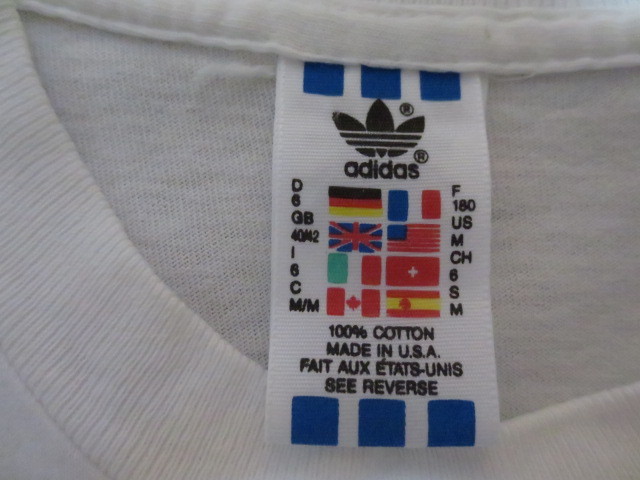 ®
adidas®
D
6
GB
40/42
I
6
C
M/M
F
180
US
M
CH
6
S
M
100% COTTON
MADE IN U.S.A.
FAIT AUX ÉTATS-UNIS
SEE REVERSE